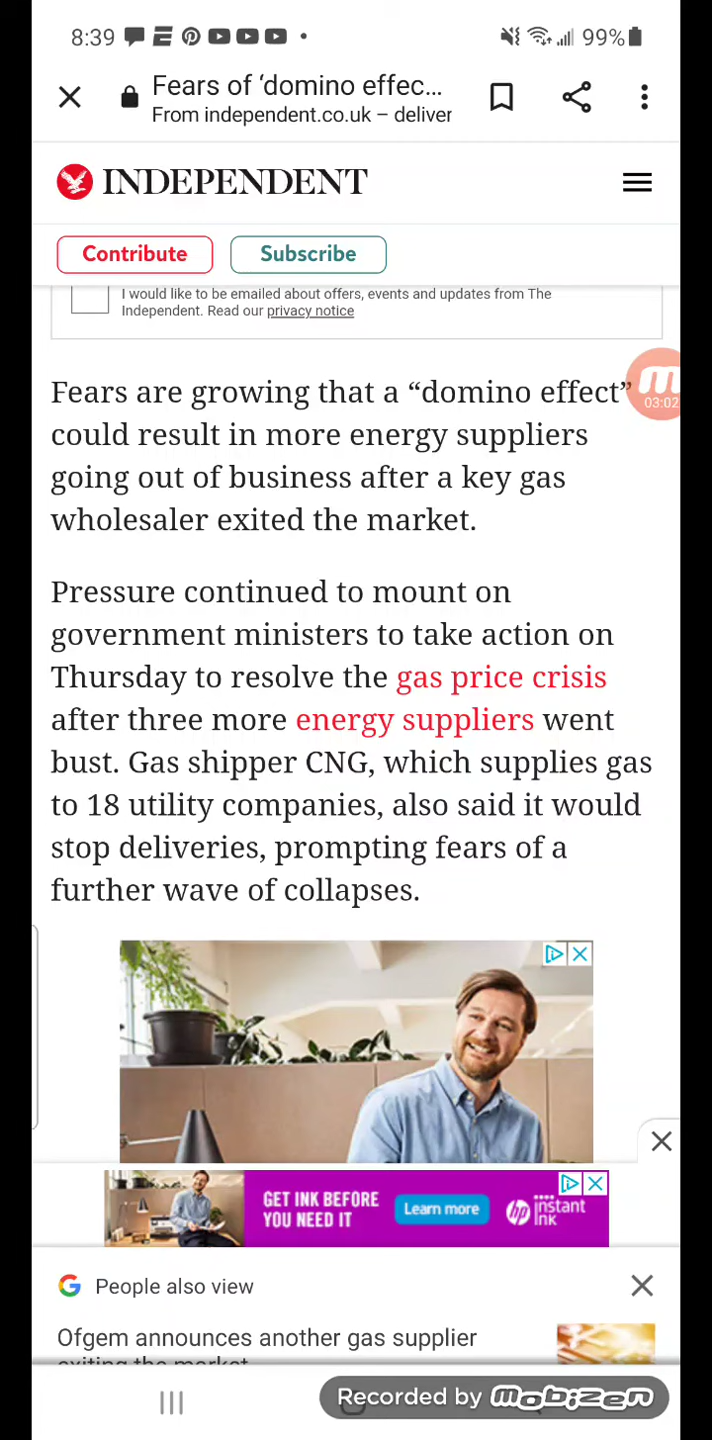 8:39 99%
Fears of ‘domino effec...
From independent.co.uk – deliver
INDEPENDENT
Contribute Subscribe
I would like to be emailed about offers, events and updates from The
Independent. Read our privacy notice
Fears are growing that a “domino effect”
could result in more energy suppliers
going out of business after a key gas
wholesaler exited the market.
03:02
Pressure continued to mount on
government ministers to take action on
Thursday to resolve the gas price crisis
after three more energy suppliers went
bust. Gas shipper CNG, which supplies gas
to 18 utility companies, also said it would
stop deliveries, prompting fears of a
further wave of collapses.
GET INK BEFORE
YOU NEED IT
Learn more
hp instant
ink
People also view
Ofgem announces another gas supplier
exiting the market
Recorded by mobizen